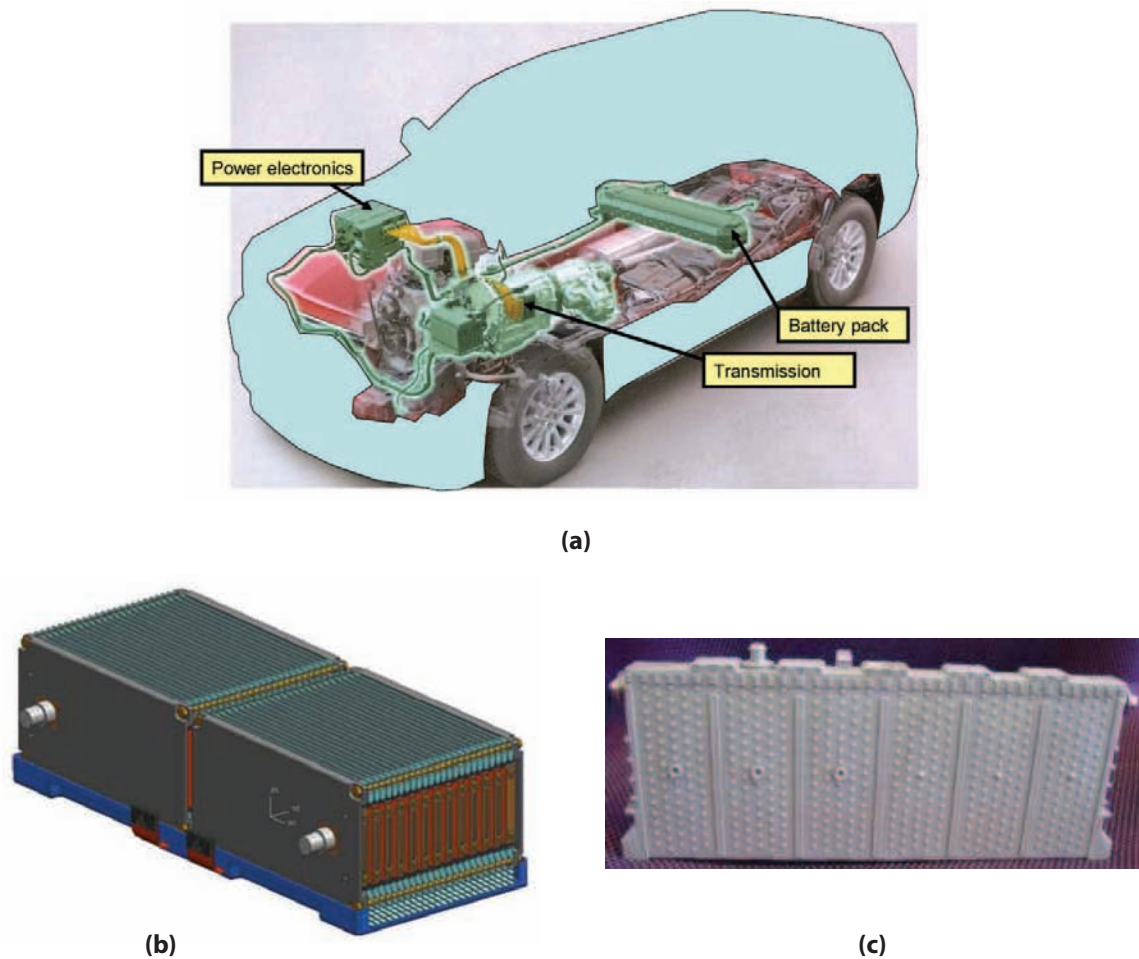 Power electronics
Battery pack
Transmission
(a)
(b)
(c)